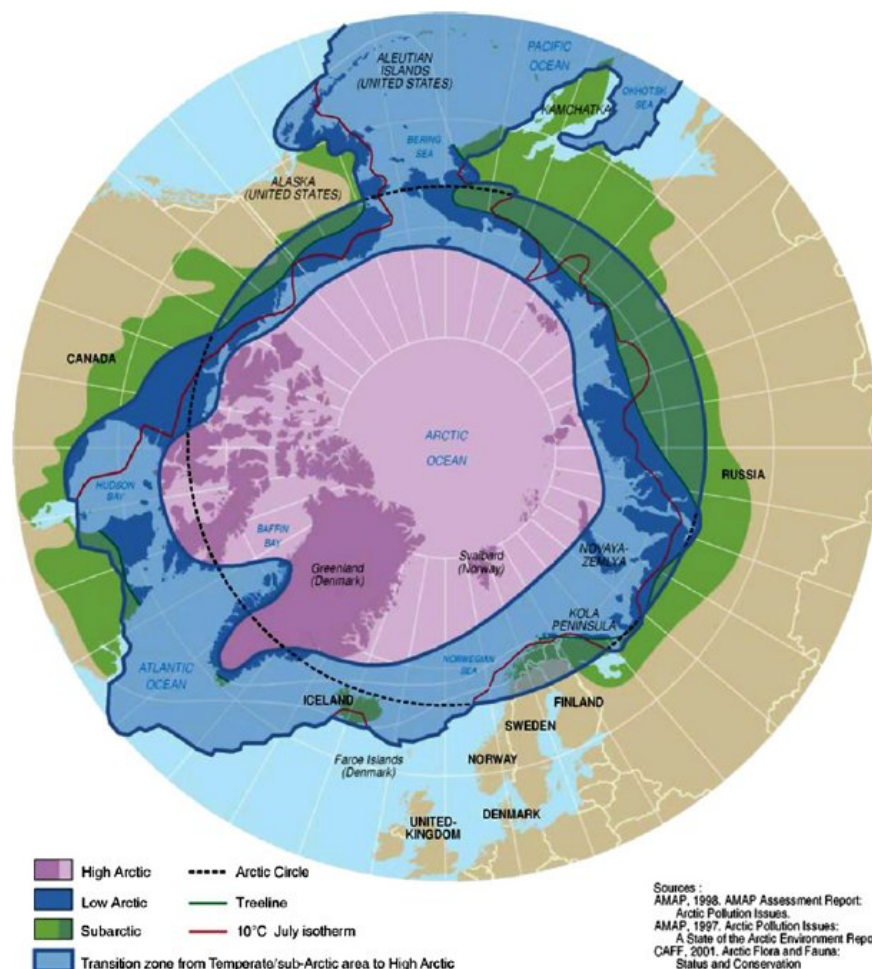 ALEUTIAN
ISLANDS
(UNITED STATES)
PACIFIC
OCEAN
OKHOTSK
SEA
KAMCHATKA
BERING
SEA
ALASKA
(UNITED STATES)
CANADA
ARCTIC
OCEAN
RUSSIA
HUDSON
BAY
BAFFIN
BAY
Greenland
(Denmark)
Svalbard
(Norway)
NOVAYA-
ZEMLYA
KOLA
PENINSULA
ATLANTIC
OCEAN
NORWEGIAN
SEA
ICELAND
FINLAND
SWEDEN
Faroe Islands
(Denmark)
NORWAY
UNITED-
KINGDOM
DENMARK
High Arctic
Low Arctic
Subarctic
Transition zone from Temperate/sub-Arctic area to High Arctic
Arctic Circle
Treeline
10°C July isotherm
Sources :
AMAP, 1998. AMAP Assessment Report:
Arctic Pollution Issues.
AMAP, 1997. Arctic Pollution Issues:
A State of the Arctic Environment Repo
CAFF, 2001. Arctic Flora and Fauna:
Status and Conservation